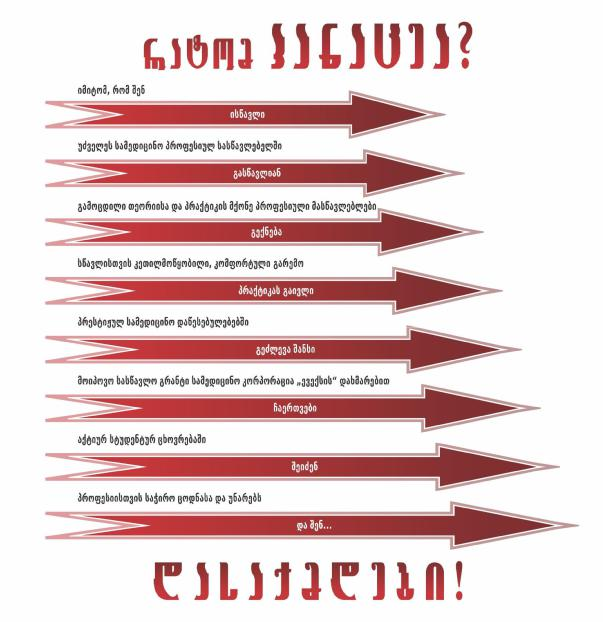 რატომ პანაცეა?
იმიტომ, რომ შენ
ისწავლი
უძველეს სამედიცინო პროფესიულ სასწავლებელში
გასწავლიან
გამოცდილი თეორიისა და პრაქტიკის მქონე პროფესიული მასწავლებლები
გექნება
სწავლისთვის კეთილმოწყობილი, კომფორტული გარემო
პრაქტიკას გაივლი
პრესტიჟულ სამედიცინო დაწესებულებებში
გეძლევა შანსი
მოიპოვო სასწავლო გრანტი სამედიცინო კორპორაცია „ევექსის“ დახმარებით
ჩაერთვები
აქტიურ სტუდენტურ ცხოვრებაში
შეიძენ
პროფესიისთვის საჭირო ცოდნასა და უნარებს
და შენ...
დასაქმდები!